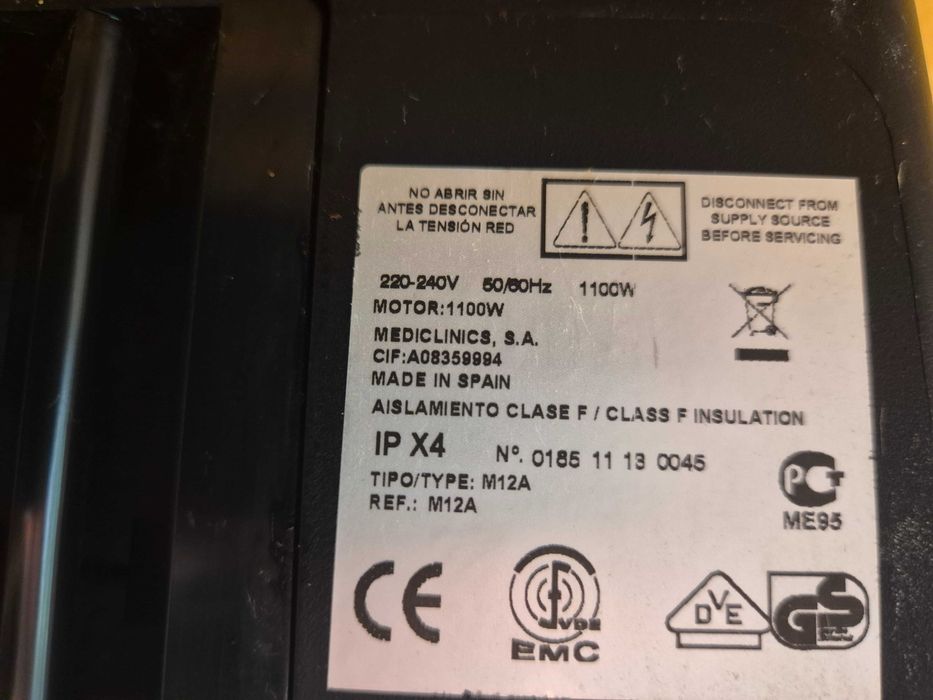 NO ABRIR SIN
ANTES DESCONECTAR
LA TENSIÓN RED
DISCONNECT FROM
SUPPLY SOURCE
BEFORE SERVICING
220-240V 50/60Hz 1100W
MOTOR:1100W
MEDICLINICS, S.A.
CIF:A08359994
MADE IN SPAIN
AISLAMIENTO CLASE F / CLASS F INSULATION
IP X4 Nº. 0185 11 13 0045
TIPO/TYPE: M12A
REF.: M12A
PCT
ME95
CE
VDE
EMC
DVE
GS